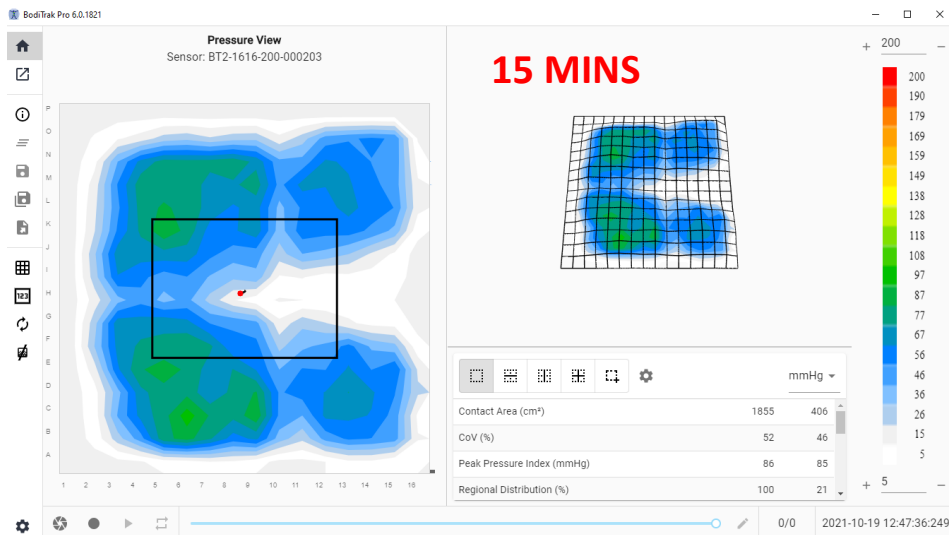 BodiTrak Pro 6.0.1821
Pressure View
Sensor: BT2-1616-200-000203
15 MINS
+ 200 −
200
190
179
169
159
149
138
128
118
108
97
87
77
67
56
46
36
26
15
5
+ 5 −
P
O
N
M
L
K
J
I
H
G
F
E
D
C
B
A
1 2 3 4 5 6 7 8 9 10 11 12 13 14 15 16
123
mmHg
Contact Area (cm²) 1855 406
CoV (%) 52 46
Peak Pressure Index (mmHg) 86 85
Regional Distribution (%) 100 21
0/0 2021-10-19 12:47:36:249